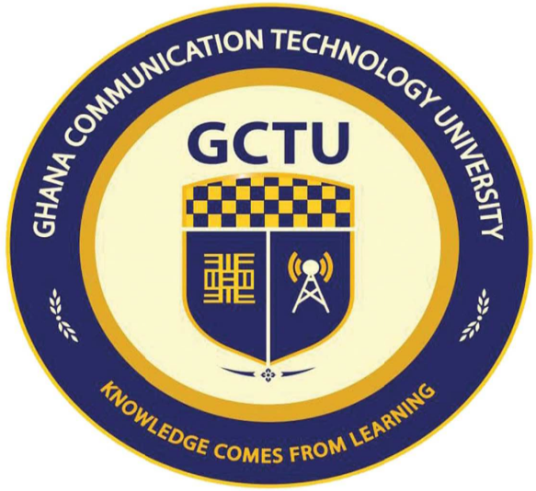 GHANA COMMUNICATION TECHNOLOGY UNIVERSITY
GCTU
KNOWLEDGE COMES FROM LEARNING